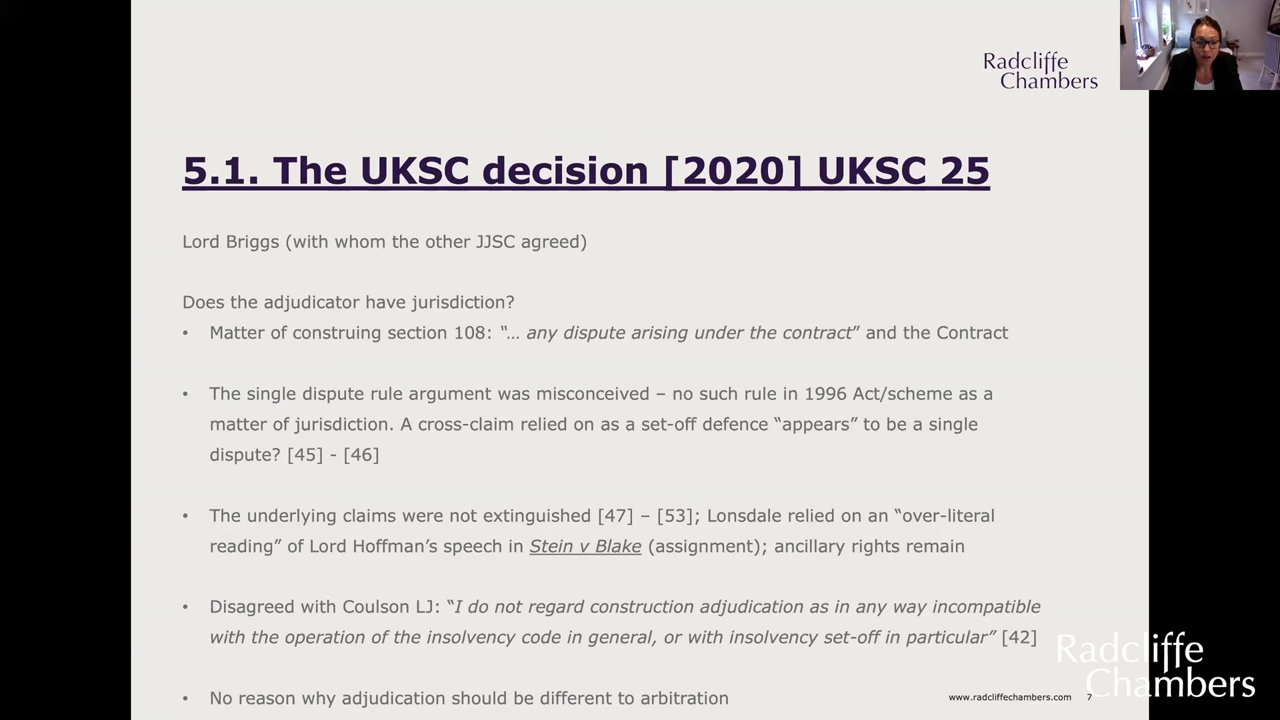 Radcliffe
Chambers
5.1. The UKSC decision [2020] UKSC 25
Lord Briggs (with whom the other JJSC agreed)
Does the adjudicator have jurisdiction?
• Matter of construing section 108: “… any dispute arising under the contract” and the Contract
• The single dispute rule argument was misconceived – no such rule in 1996 Act/scheme as a
matter of jurisdiction. A cross-claim relied on as a set-off defence “appears” to be a single
dispute? [45] - [46]
• The underlying claims were not extinguished [47] – [53]; Lonsdale relied on an “over-literal
reading” of Lord Hoffman’s speech in Stein v Blake (assignment); ancillary rights remain
• Disagreed with Coulson LJ: “I do not regard construction adjudication as in any way incompatible
with the operation of the insolvency code in general, or with insolvency set-off in particular” [42]
• No reason why adjudication should be different to arbitration
www.radcliffechambers.com 7
Radcliffe
Chambers